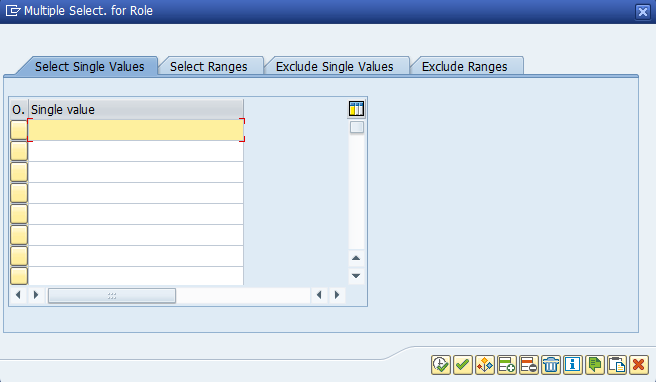 Multiple Select. for Role
Select Single Values Select Ranges Exclude Single Values Exclude Ranges
O. Single value